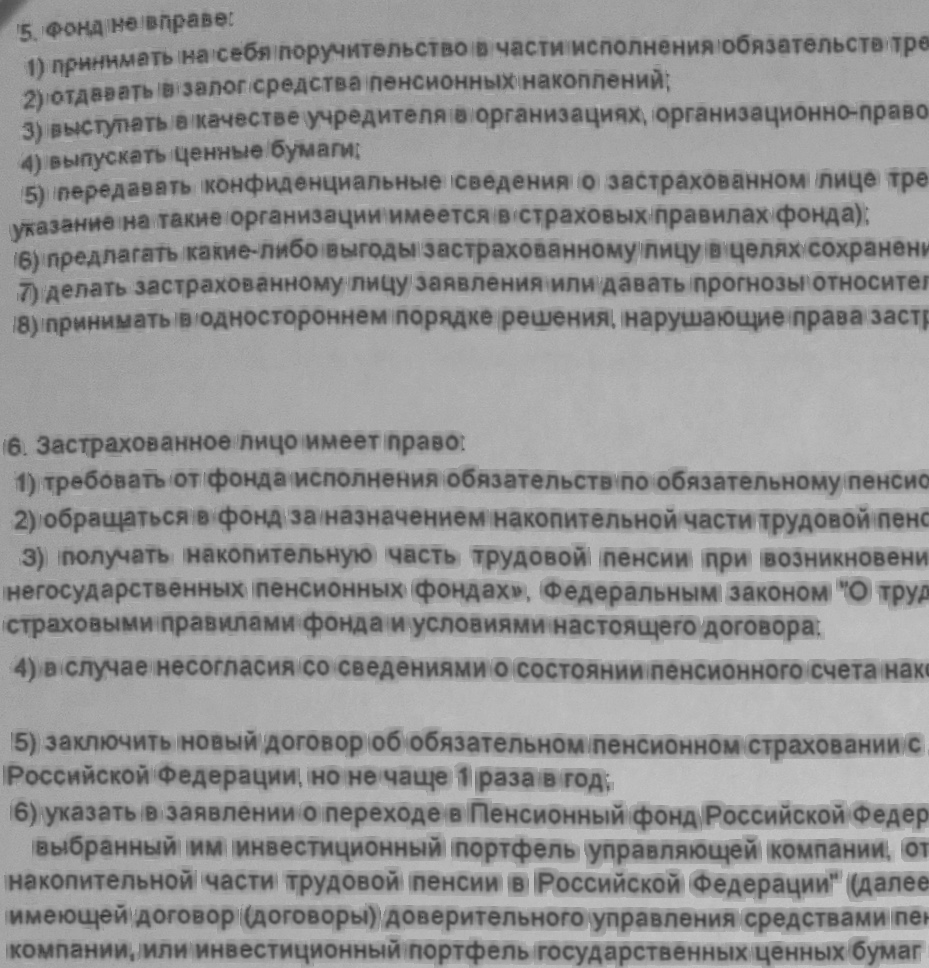 5. Фонд не вправе:
1) принимать на себя поручительство в части исполнения обязательств тре
2) отдавать в залог средства пенсионных накоплений;
3) выступать в качестве учредителя в организациях, организационно-право
4) выпускать ценные бумаги;
5) передавать конфиденциальные сведения о застрахованном лице тре
указание на такие организации имеется в страховых правилах фонда);
6) предлагать какие-либо выгоды застрахованному лицу в целях сохранени
7) делать застрахованному лицу заявления или давать прогнозы относител
8) принимать в одностороннем порядке решения, нарушающие права застр
6. Застрахованное лицо имеет право:
1) требовать от фонда исполнения обязательств по обязательному пенсио
2) обращаться в фонд за назначением накопительной части трудовой пенс
3) получать накопительную часть трудовой пенсии при возникновени
негосударственных пенсионных фондах», Федеральным законом "О труд
страховыми правилами фонда и условиями настоящего договора:
4) в случае несогласия со сведениями о состоянии пенсионного счета нако
5) заключить новый договор об обязательном пенсионном страховании с
Российской Федерации, но не чаще 1 раза в год;
6) указать в заявлении о переходе в Пенсионный фонд Российской Федер
выбранный им инвестиционный портфель управляющей компании, от
накопительной части трудовой пенсии в Российской Федерации" (далее
имеющей договор (договоры) доверительного управления средствами пен
компании, или инвестиционный портфель государственных ценных бумаг